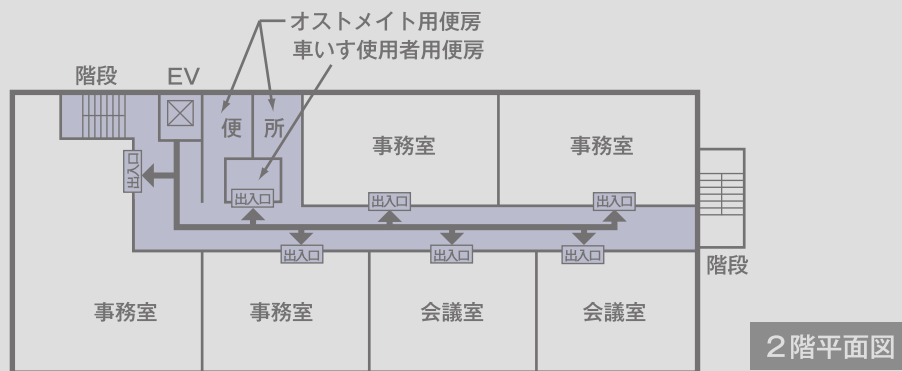 オストメイト用便房
車いす使用者用便房
階段
EV
便
所
事務室
事務室
出入口
出入口
出入口
出入口
出入口
出入口
出入口
階段
事務室
事務室
会議室
会議室
2階平面図